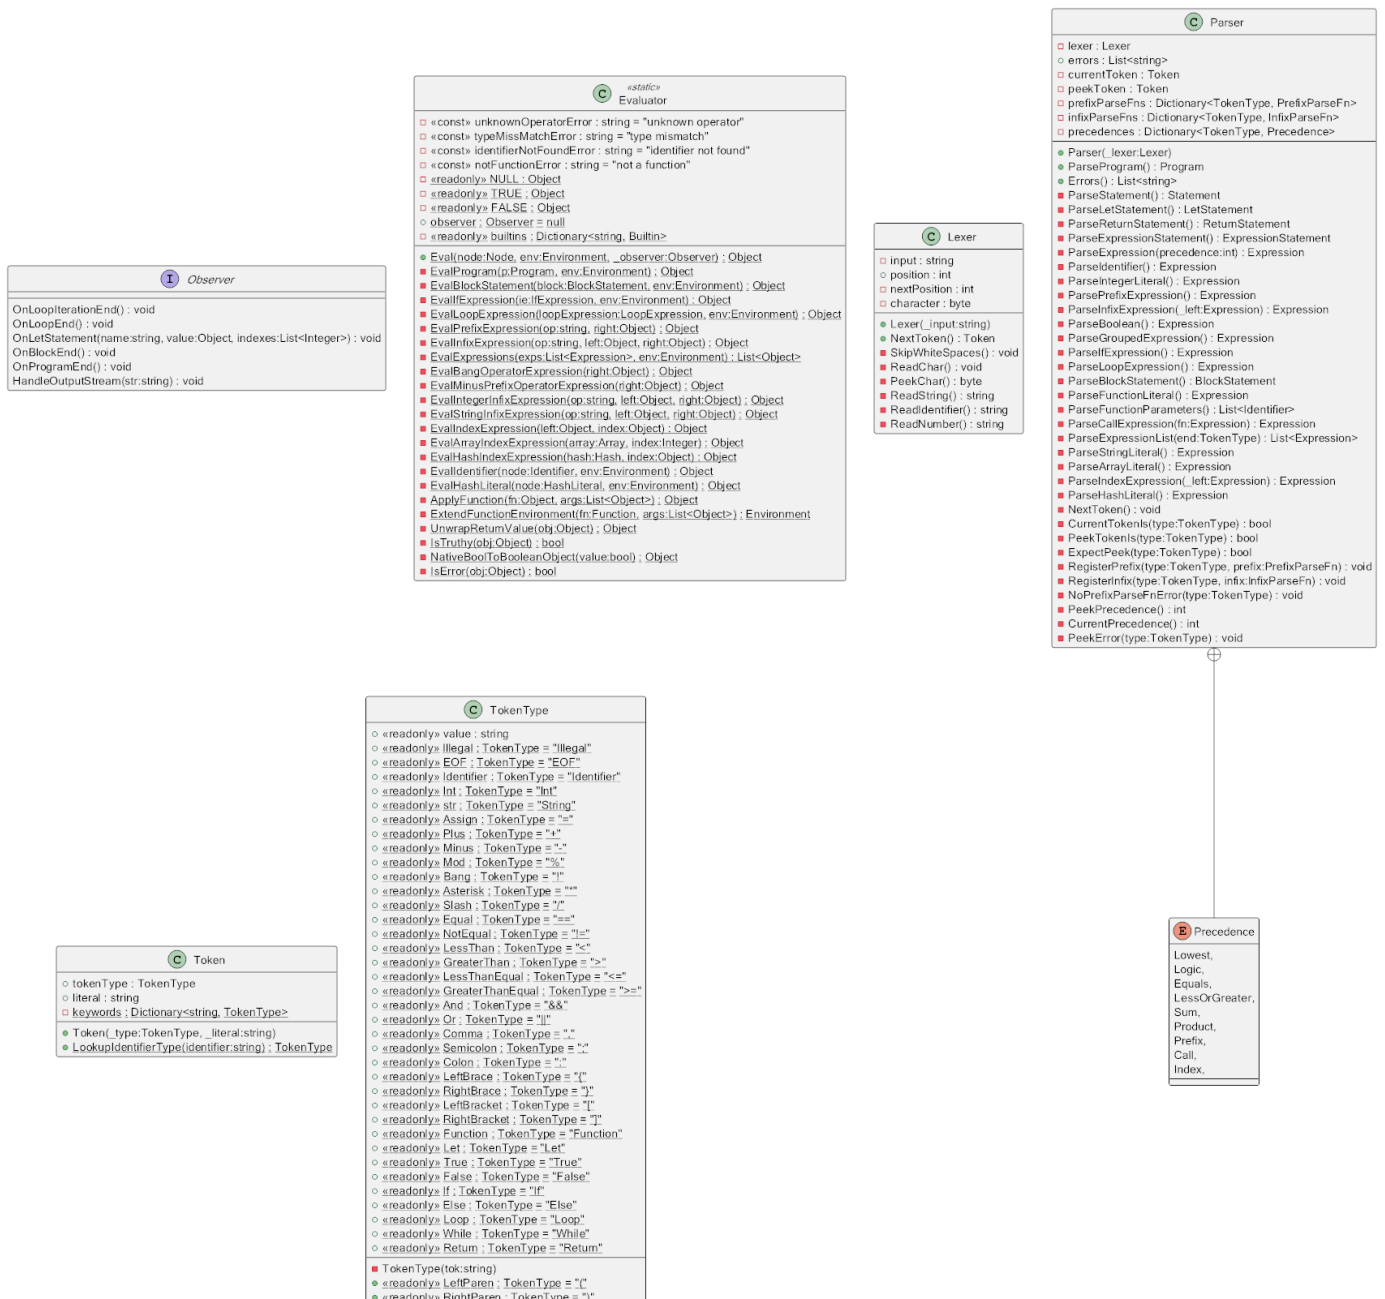 Observer
OnLoopIterationEnd() : void
OnLoopEnd() : void
OnLetStatement(name:string, value:Object, indexes:List<Integer>) : void
OnBlockEnd() : void
OnProgramEnd() : void
HandleOutputStream(str:string) : void
«static»
Evaluator
«const» unknownOperatorError : string = "unknown operator"
«const» typeMissMatchError : string = "type mismatch"
«const» identifierNotFoundError : string = "identifier not found"
«const» notFunctionError : string = "not a function"
«readonly» NULL : Object
«readonly» TRUE : Object
«readonly» FALSE : Object
observer : Observer = null
«readonly» builtins : Dictionary<string, Builtin>
Eval(node:Node, env:Environment, _observer:Observer) : Object
EvalProgram(p:Program, env:Environment) : Object
EvalBlockStatement(block:BlockStatement, env:Environment) : Object
EvalIfExpression(ie:IfExpression, env:Environment) : Object
EvalLoopExpression(loopExpression:LoopExpression, env:Environment) : Object
EvalPrefixExpression(op:string, right:Object) : Object
EvalInfixExpression(op:string, left:Object, right:Object) : Object
EvalExpressions(exps:List<Expression>, env:Environment) : List<Object>
EvalBangOperatorExpression(right:Object) : Object
EvalMinusPrefixOperatorExpression(right:Object) : Object
EvalIntegerInfixExpression(op:string, left:Object, right:Object) : Object
EvalStringInfixExpression(op:string, left:Object, right:Object) : Object
EvalIndexExpression(left:Object, index:Object) : Object
EvalArrayIndexExpression(array:Array, index:Integer) : Object
EvalHashIndexExpression(hash:Hash, index:Object) : Object
EvalIdentifier(node:Identifier, env:Environment) : Object
EvalHashLiteral(node:HashLiteral, env:Environment) : Object
ApplyFunction(fn:Object, args:List<Object>) : Object
ExtendFunctionEnvironment(fn:Function, args:List<Object>) : Environment
UnwrapReturnValue(obj:Object) : Object
IsTruthy(obj:Object) : bool
NativeBoolToBooleanObject(value:bool) : Object
IsError(obj:Object) : bool
Lexer
input : string
position : int
nextPosition : int
character : byte
Lexer(_input:string)
NextToken() : Token
SkipWhiteSpaces() : void
ReadChar() : void
PeekChar() : byte
ReadString() : string
ReadIdentifier() : string
ReadNumber() : string
Parser
lexer : Lexer
errors : List<string>
currentToken : Token
peekToken : Token
prefixParseFns : Dictionary<TokenType, PrefixParseFn>
infixParseFns : Dictionary<TokenType, InfixParseFn>
precedences : Dictionary<TokenType, Precedence>
Parser(_lexer:Lexer)
ParseProgram() : Program
Errors() : List<string>
ParseStatement() : Statement
ParseLetStatement() : LetStatement
ParseReturnStatement() : ReturnStatement
ParseExpressionStatement() : ExpressionStatement
ParseExpression(precedence:int) : Expression
ParseIdentifier() : Expression
ParseIntegerLiteral() : Expression
ParsePrefixExpression() : Expression
ParseInfixExpression(_left:Expression) : Expression
ParseBoolean() : Expression
ParseGroupedExpression() : Expression
ParseIfExpression() : Expression
ParseLoopExpression() : Expression
ParseBlockStatement() : BlockStatement
ParseFunctionLiteral() : Expression
ParseFunctionParameters() : List<Identifier>
ParseCallExpression(fn:Expression) : Expression
ParseExpressionList(end:TokenType) : List<Expression>
ParseStringLiteral() : Expression
ParseArrayLiteral() : Expression
ParseIndexExpression(_left:Expression) : Expression
ParseHashLiteral() : Expression
NextToken() : void
CurrentTokenIs(type:TokenType) : bool
PeekTokenIs(type:TokenType) : bool
ExpectPeek(type:TokenType) : bool
RegisterPrefix(type:TokenType, prefix:PrefixParseFn) : void
RegisterInfix(type:TokenType, infix:InfixParseFn) : void
NoPrefixParseFnError(type:TokenType) : void
PeekPrecedence() : int
CurrentPrecedence() : int
PeekError(type:TokenType) : void
Token
tokenType : TokenType
literal : string
keywords : Dictionary<string, TokenType>
Token(_type:TokenType, _literal:string)
LookupIdentifierType(identifier:string) : TokenType
TokenType
«readonly» value : string
«readonly» Illegal : TokenType = "Illegal"
«readonly» EOF : TokenType = "EOF"
«readonly» Identifier : TokenType = "Identifier"
«readonly» Int : TokenType = "Int"
«readonly» str : TokenType = "String"
«readonly» Assign : TokenType = "="
«readonly» Plus : TokenType = "+"
«readonly» Minus : TokenType = "-"
«readonly» Mod : TokenType = "%"
«readonly» Bang : TokenType = "!"
«readonly» Asterisk : TokenType = "*"
«readonly» Slash : TokenType = "/"
«readonly» Equal : TokenType = "=="
«readonly» NotEqual : TokenType = "!="
«readonly» LessThan : TokenType = "<"
«readonly» GreaterThan : TokenType = ">"
«readonly» LessThanEqual : TokenType = "<="
«readonly» GreaterThanEqual : TokenType = ">="
«readonly» And : TokenType = "&&"
«readonly» Or : TokenType = "||"
«readonly» Comma : TokenType = ","
«readonly» Semicolon : TokenType = ";"
«readonly» Colon : TokenType = ":"
«readonly» LeftBrace : TokenType = "{"
«readonly» RightBrace : TokenType = "}"
«readonly» LeftBracket : TokenType = "["
«readonly» RightBracket : TokenType = "]"
«readonly» Function : TokenType = "Function"
«readonly» Let : TokenType = "Let"
«readonly» True : TokenType = "True"
«readonly» False : TokenType = "False"
«readonly» If : TokenType = "If"
«readonly» Else : TokenType = "Else"
«readonly» Loop : TokenType = "Loop"
«readonly» While : TokenType = "While"
«readonly» Return : TokenType = "Return"
TokenType(tok:string)
«readonly» LeftParen : TokenType = "("
«readonly» RightParen : TokenType = ")"
Precedence
Lowest,
Logic,
Equals,
LessOrGreater,
Sum,
Product,
Prefix,
Call,
Index,